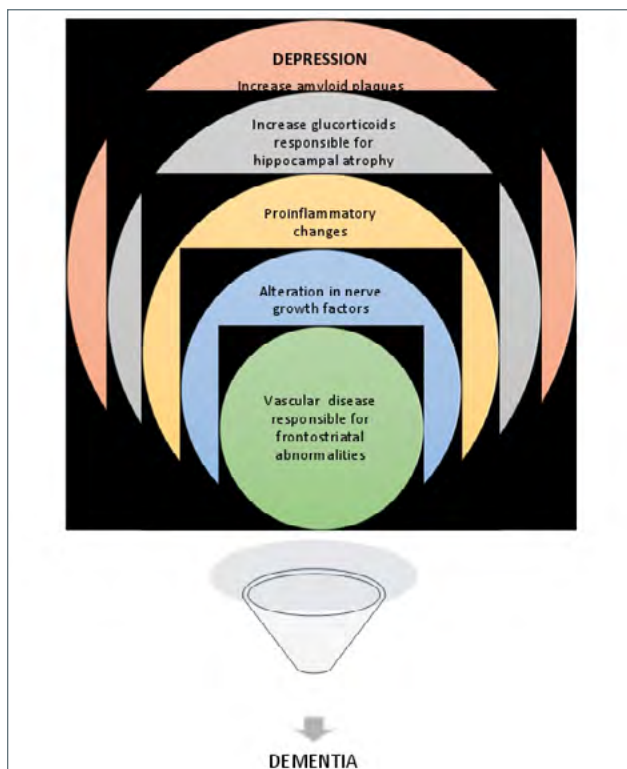 DEPRESSION
Increase amyloid plaques
Increase glucorticoids
responsible for
hippocampal atrophy
Proinflammatory
changes
Alteration in nerve
growth factors
Vascular disease
responsible for
frontostriatal
abnormalities
DEMENTIA